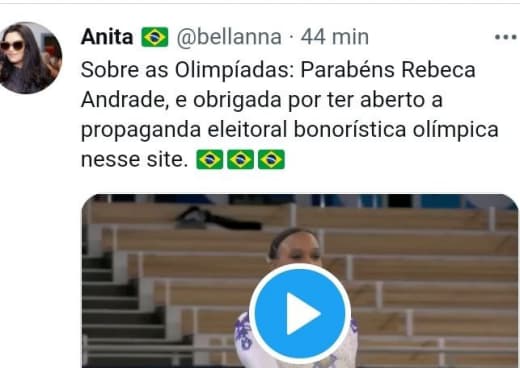 Anita 🇧🇷 @bellanna · 44 min
Sobre as Olimpíadas: Parabéns Rebeca
Andrade, e obrigada por ter aberto a
propaganda eleitoral bonorística olímpica
nesse site. 🇧🇷🇧🇷🇧🇷